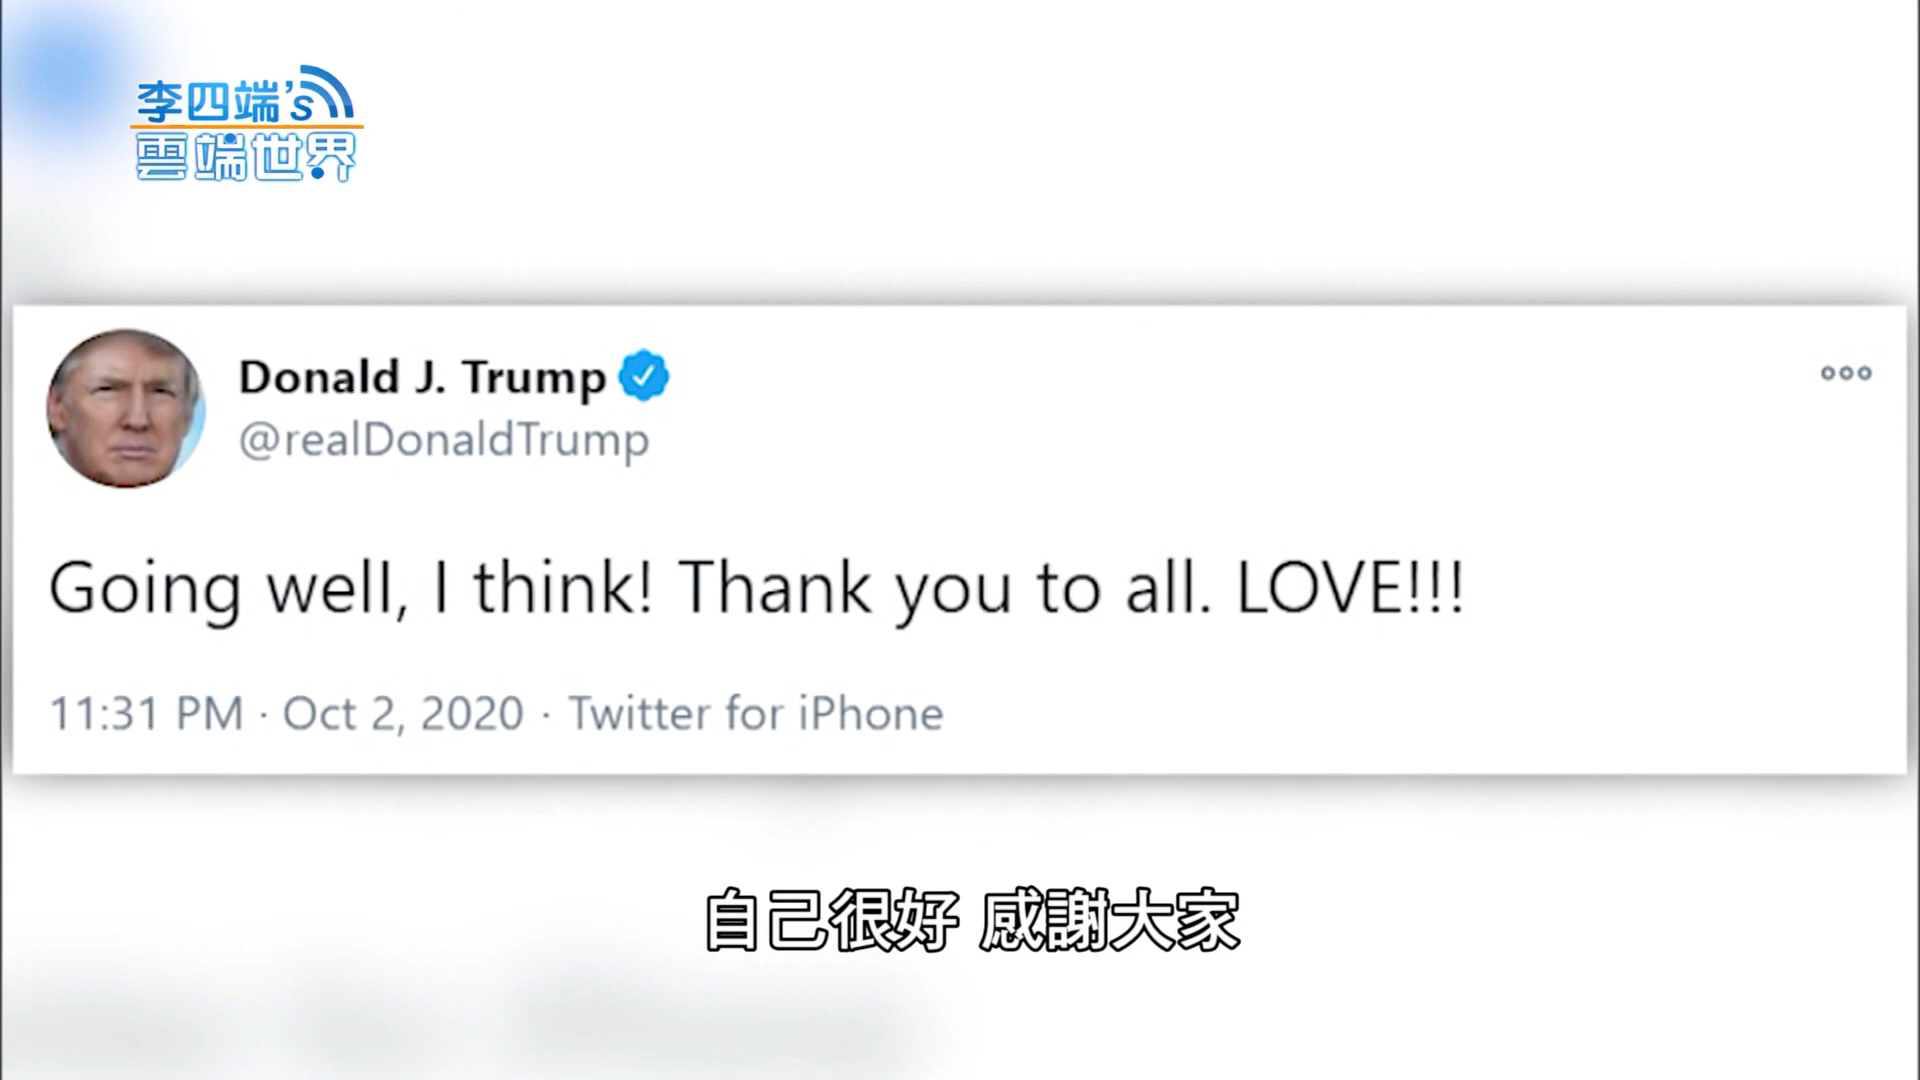 李四端's
雲端世界
Donald J. Trump
@realDonaldTrump
Going well, I think! Thank you to all. LOVE!!!
11:31 PM · Oct 2, 2020 · Twitter for iPhone
自己很好 感謝大家